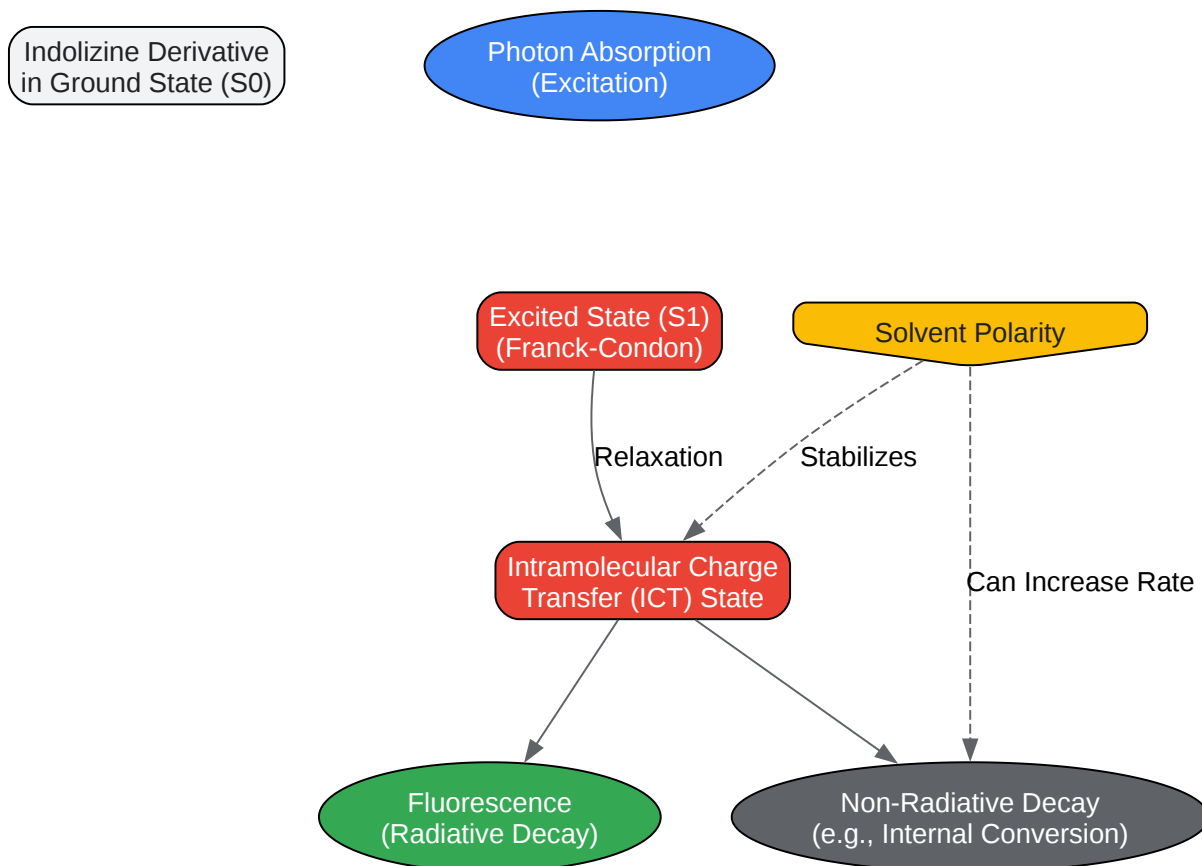 Indolizine Derivative
in Ground State (S0)
Photon Absorption
(Excitation)
Excited State (S1)
(Franck-Condon)
Solvent Polarity
Relaxation
Stabilizes
Intramolecular Charge
Transfer (ICT) State
Can Increase Rate
Fluorescence
(Radiative Decay)
Non-Radiative Decay
(e.g., Internal Conversion)